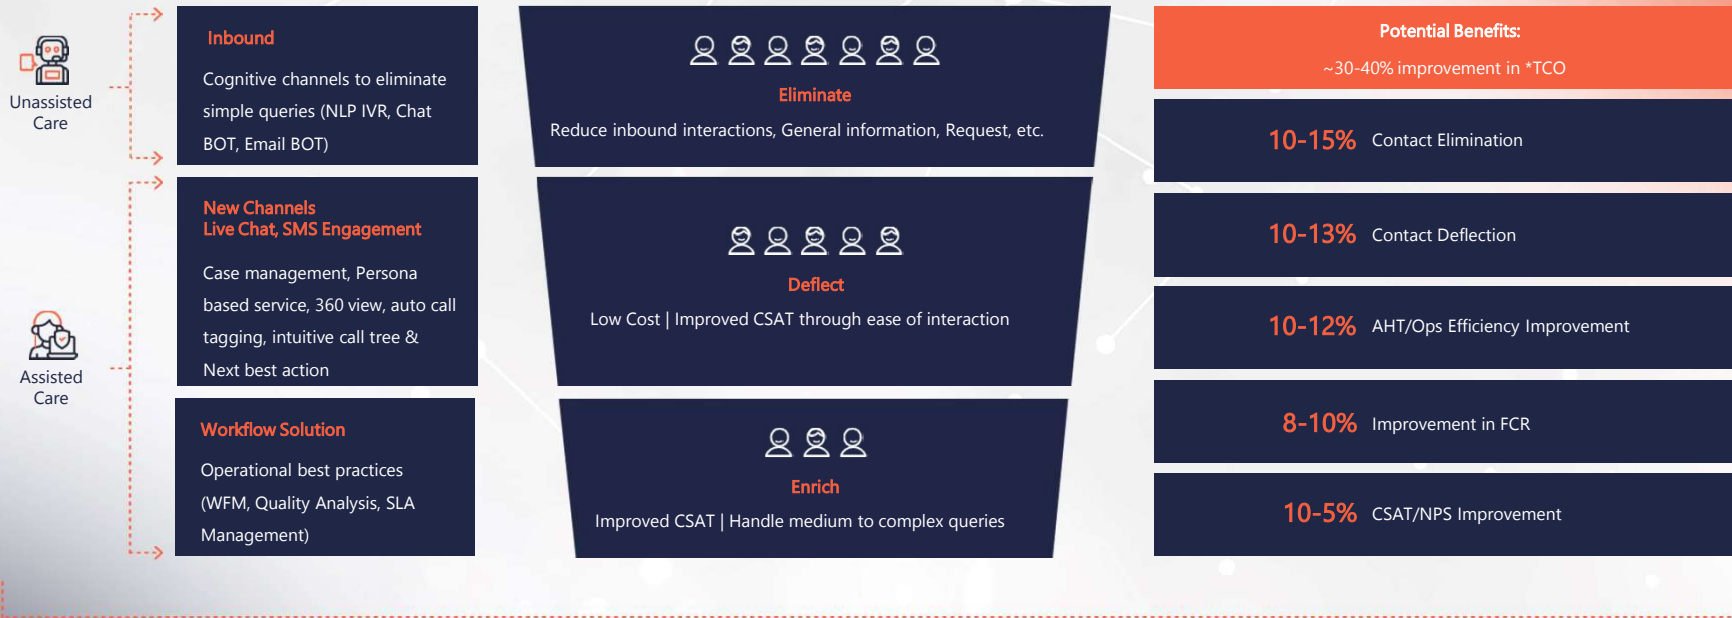 Unassisted
Care
Inbound
Cognitive channels to eliminate
simple queries (NLP IVR, Chat
BOT, Email BOT)
Eliminate
Reduce inbound interactions, General information, Request, etc.
Potential Benefits:
~30-40% improvement in *TCO
10-15% Contact Elimination
Assisted
Care
New Channels
Live Chat, SMS Engagement
Case management, Persona
based service, 360 view, auto call
tagging, intuitive call tree &
Next best action
Deflect
Low Cost | Improved CSAT through ease of interaction
10-13% Contact Deflection
10-12% AHT/Ops Efficiency Improvement
Workflow Solution
Operational best practices
(WFM, Quality Analysis, SLA
Management)
Enrich
Improved CSAT | Handle medium to complex queries
8-10% Improvement in FCR
10-5% CSAT/NPS Improvement